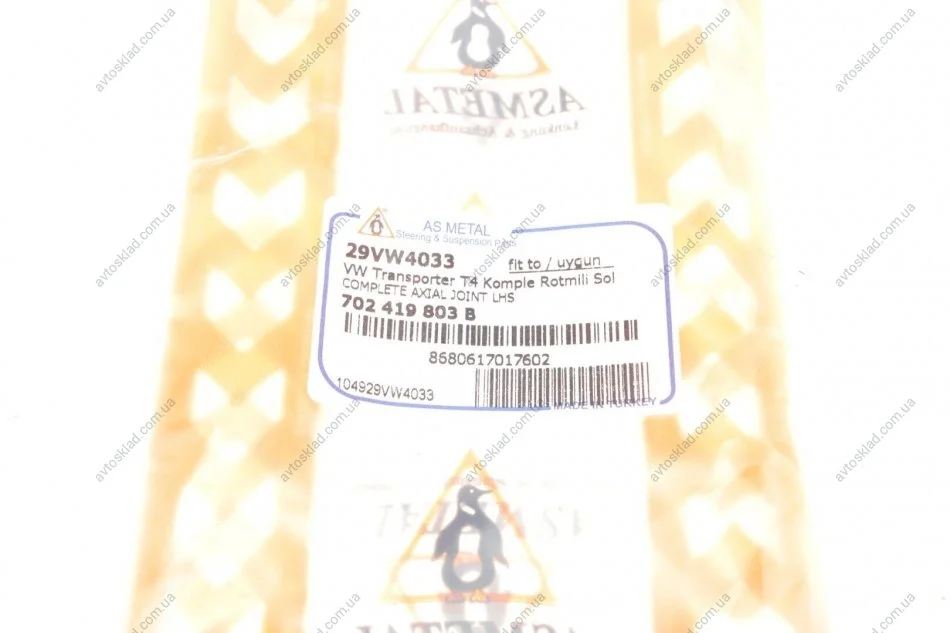 ASMETAL
AS METAL
Steering & Suspension Parts
29VW4033 fit to / uygun
VW Transporter T4 Komple Rotmili Sol
COMPLETE AXIAL JOINT LHS
702 419 803 B
8680617017602
104929VW4033
MADE IN TURKEY
ASMETAL
avtosklad.com.ua